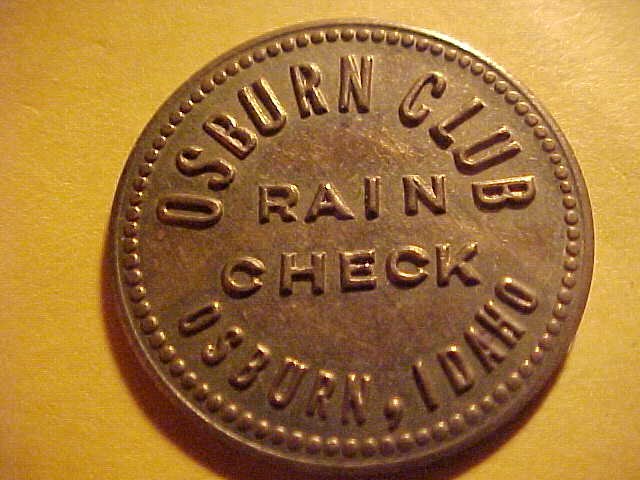 OSBURN CLUB
RAIN
CHECK
OSBURN, IDAHO